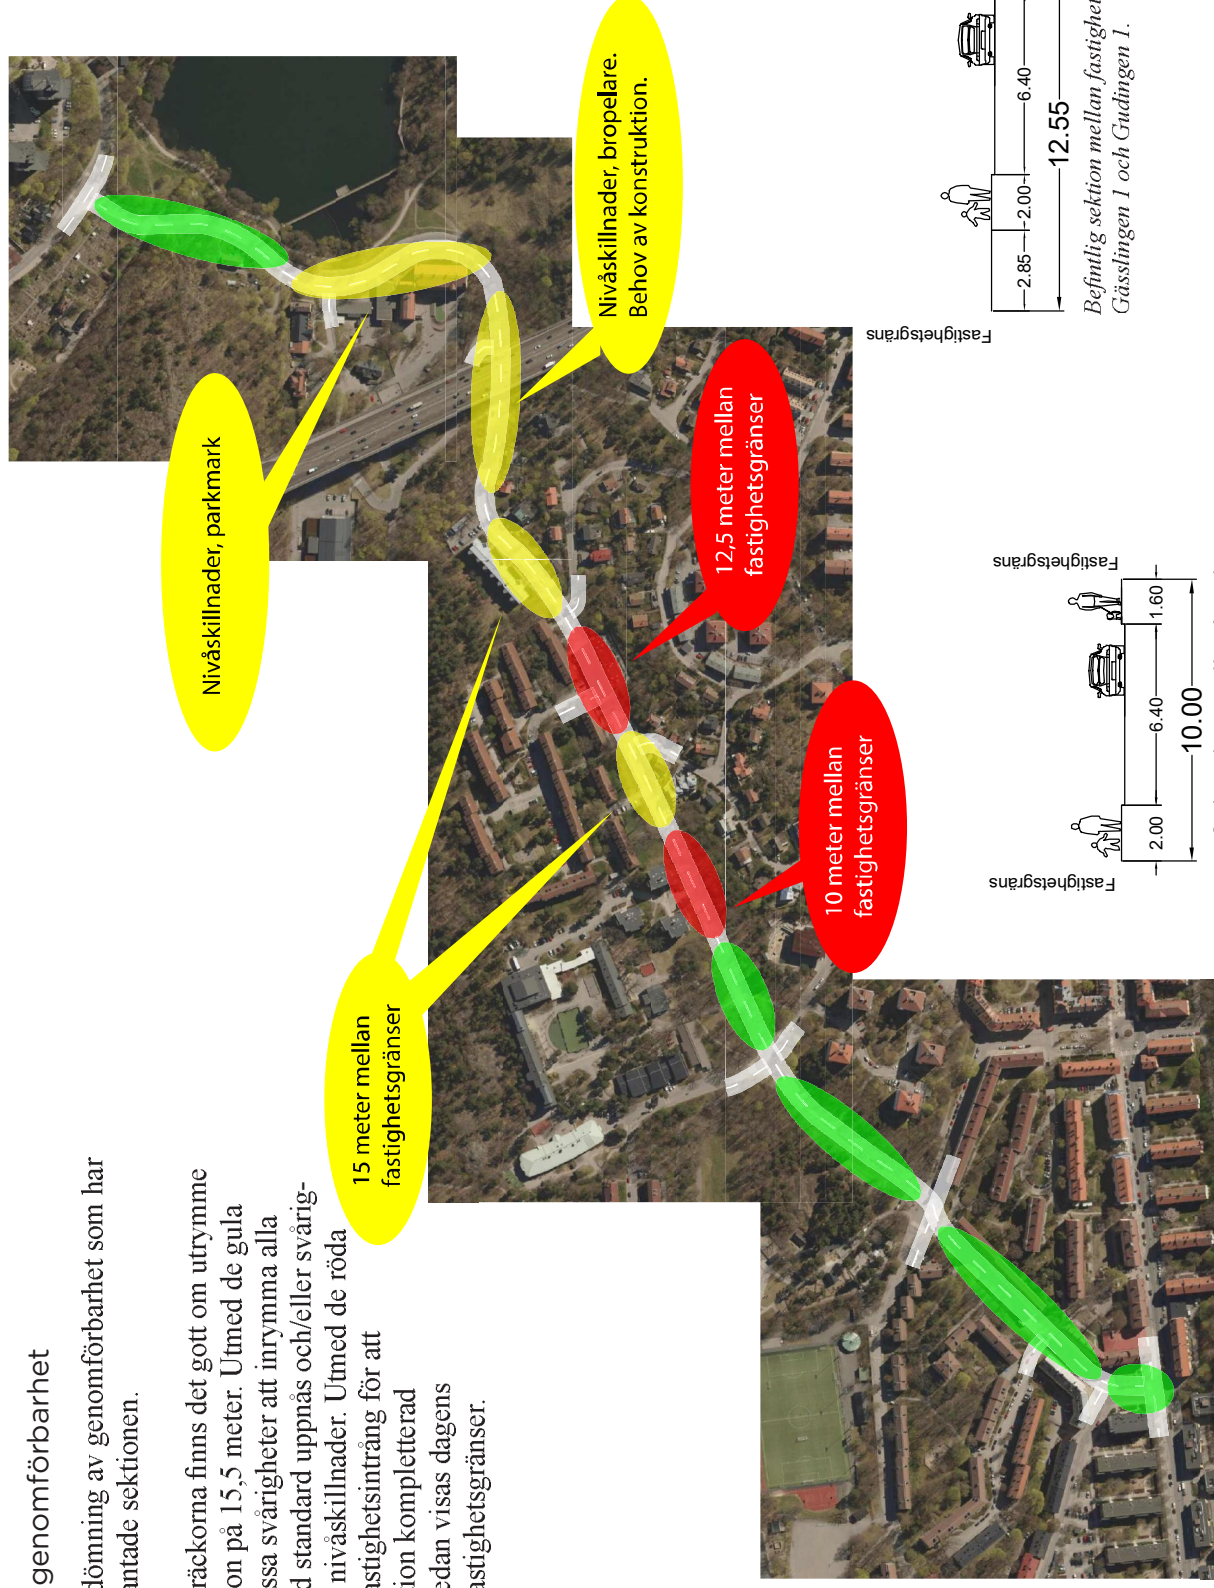 genomförbarhet
dömning av genomförbarhet som har
antade sektionen.
räckorna finns det gott om utrymme
on på 15,5 meter. Utmed de gula
ssa svårigheter att inrymma alla
d standard uppnås och/eller svårig-
nivåskillnader. Utmed de röda
astighetsintrång för att
ion kompletterad
edan visas dagens
astighetsgränser.
15 meter mellan
fastighetsgränser
Nivåskillnader, parkmark
Nivåskillnader, bropelare.
Behov av konstruktion.
12,5 meter mellan
fastighetsgränser
10 meter mellan
fastighetsgränser
Fastighetsgräns
Fastighetsgräns
2.00
6.40
1.60
10.00
Fastighetsgräns
2.85
2.00
6.40
12.55
Befintlig sektion mellan fastighe
Gässlingen 1 och Gudingen 1.